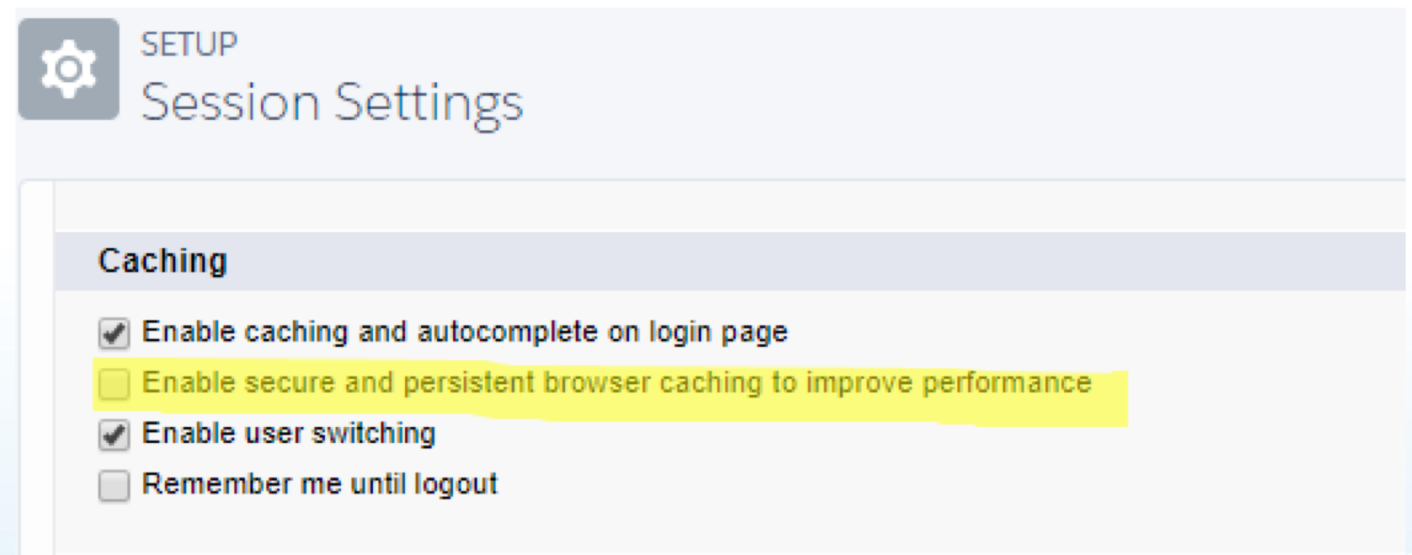 SETUP
Session Settings
Caching
Enable caching and autocomplete on login page
Enable secure and persistent browser caching to improve performance
Enable user switching
Remember me until logout